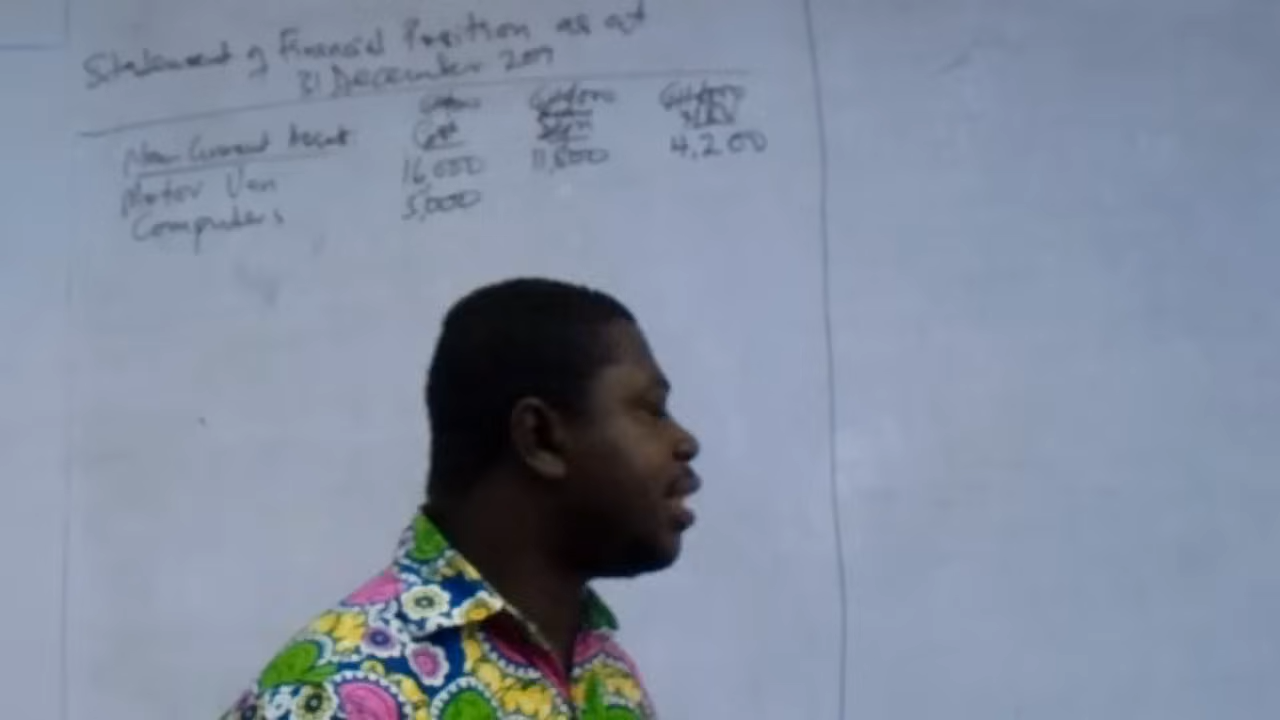 Statement of Financial Position as at
31 December
Non Current Asset Cost
Motor Van 16,000 11,800 4,200
Computers 5,000